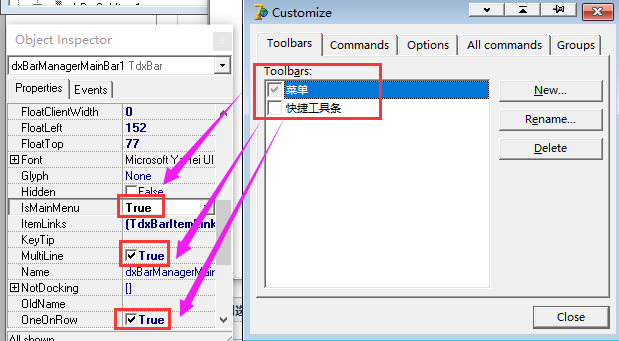 Object Inspector
dxBarManagerMainBar1 TdxBar
Properties
Events
FloatClientWidth 0
FloatLeft 152
FloatTop 77
Font Microsoft YaHei UI
Glyph None
Hidden False
IsMainMenu True
ItemLinks (TdxBarItemLink
KeyTip
MultiLine True
Name dxBarManagerMai
NotDocking []
OldName
OneOnRow True
All shown
Customize
Toolbars
Commands
Options
All commands
Groups
Toolbars:
菜单
快捷工具条
New...
Rename...
Delete
Close